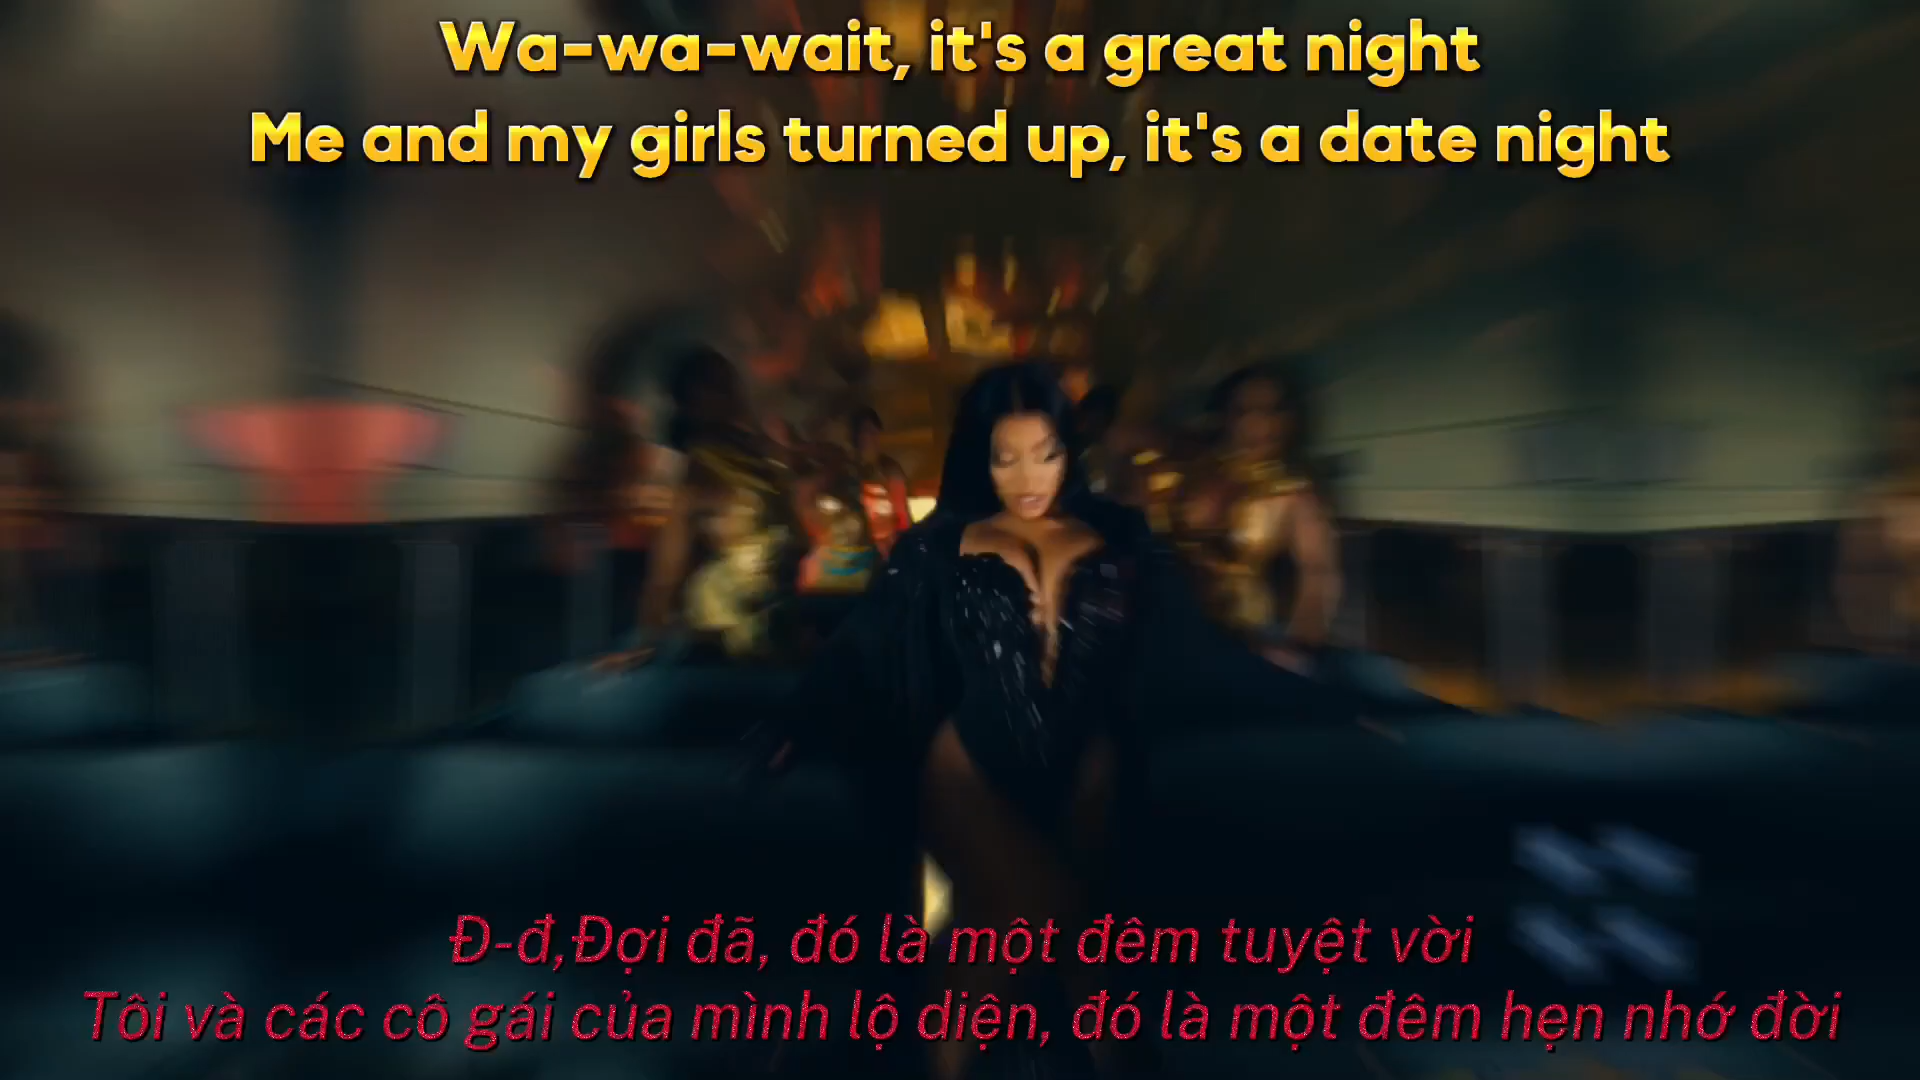 Wa-wa-wait, it's a great night
Me and my girls turned up, it's a date night
Đ-đ,Đợi đã, đó là một đêm tuyệt vời
Tôi và các cô gái của mình lộ diện, đó là một đêm hẹn nhớ đời